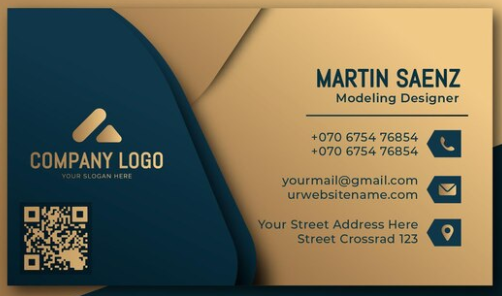 COMPANY LOGO
YOUR SLOGAN HERE
MARTIN SAENZ
Modeling Designer
+070 6754 76854
+070 6754 76854
yourmail@gmail.com
urwebsitename.com
Your Street Address Here
Street Crossrad 123